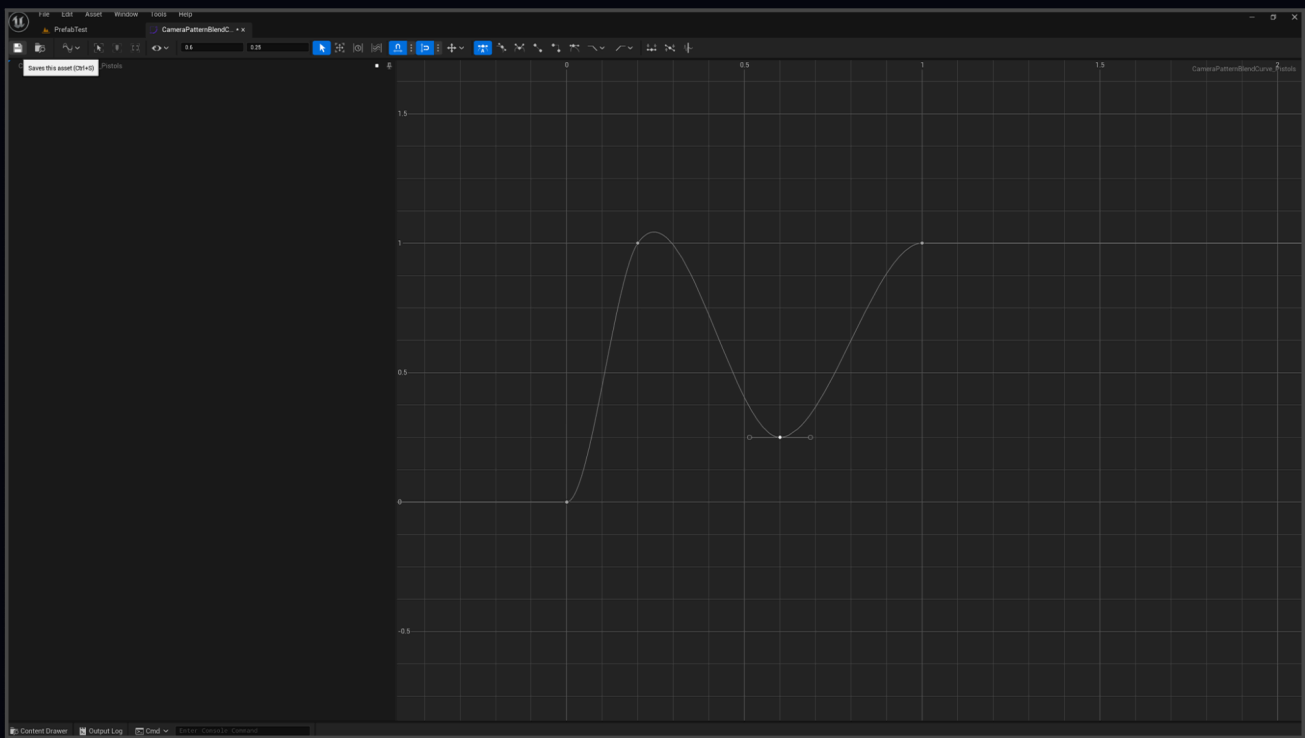 File Edit Asset Window Tools Help
PrefabTest
CameraPatternBlendC..
0.6 0.25
Saves this asset (Ctrl+S)
_Pistols
0 0.5 1 1.5 2
CameraPatternBlendCurve_Pistols
1.5
1
0.5
0
-0.5
Content Drawer Output Log Cmd Enter Console Command